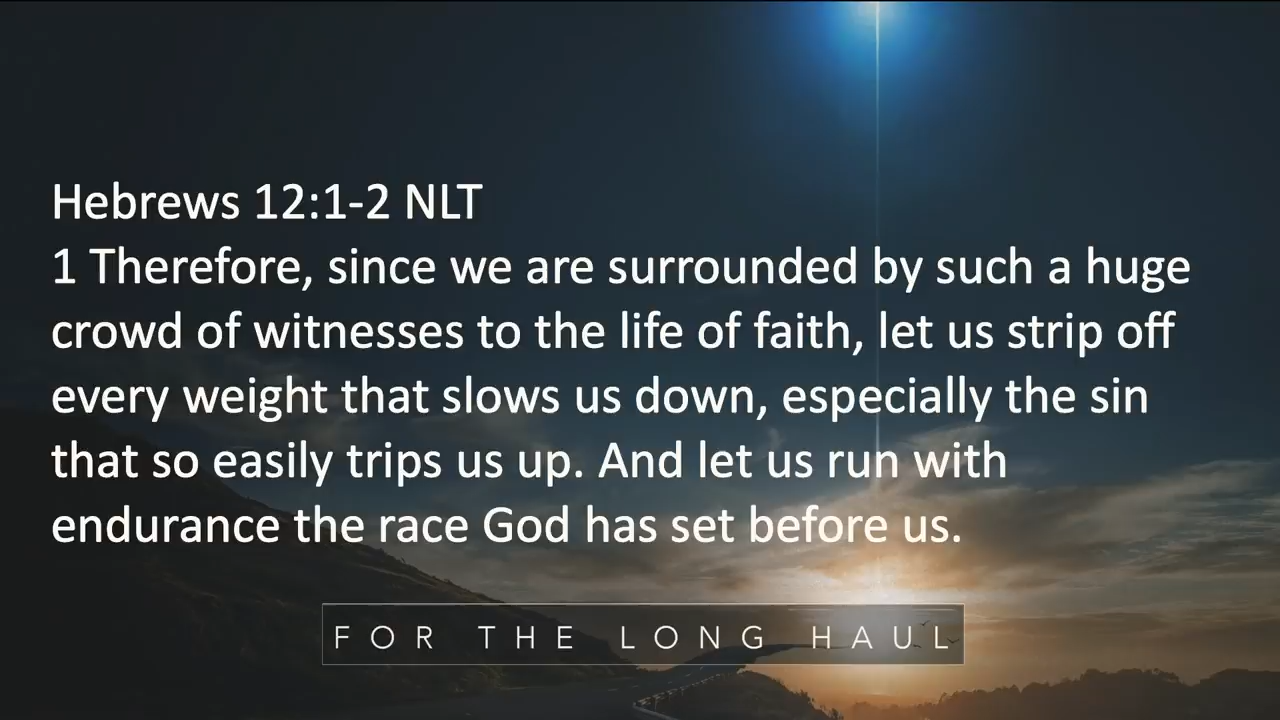 Hebrews 12:1-2 NLT
1 Therefore, since we are surrounded by such a huge
crowd of witnesses to the life of faith, let us strip off
every weight that slows us down, especially the sin
that so easily trips us up. And let us run with
endurance the race God has set before us.
FOR THE LONG HAUL